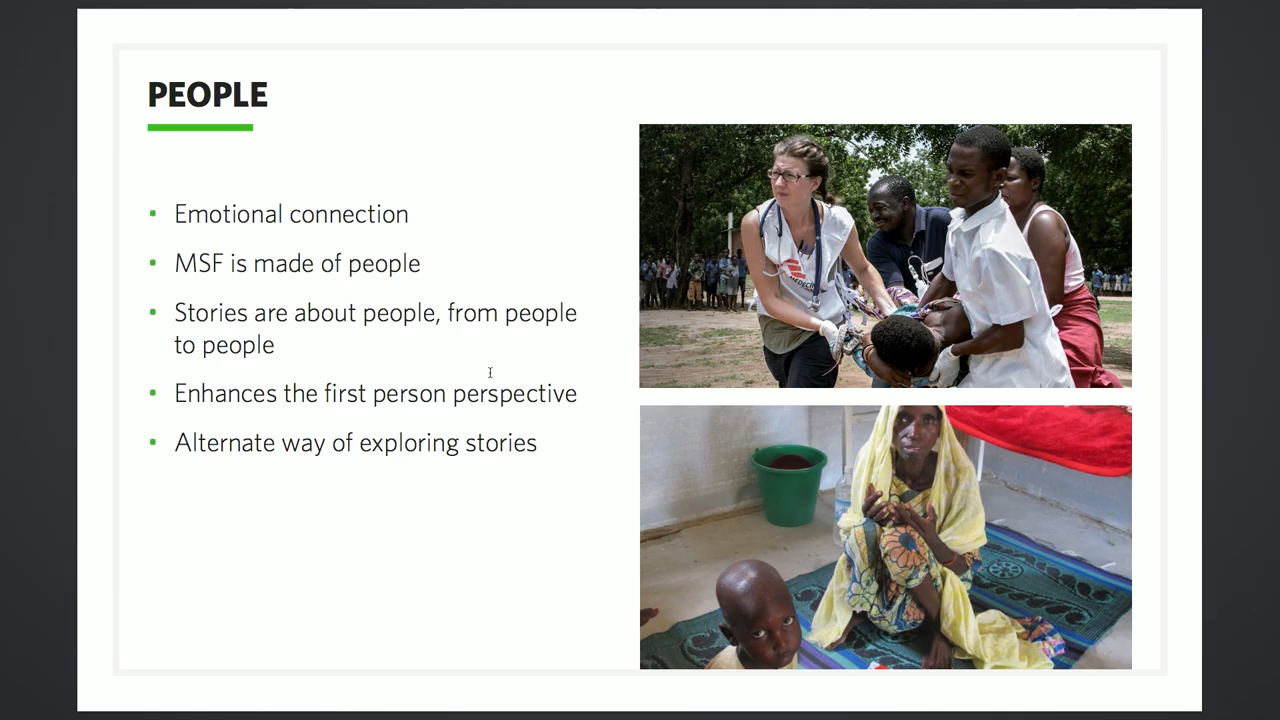 PEOPLE
Emotional connection
MSF is made of people
Stories are about people, from people
to people
Enhances the first person perspective
Alternate way of exploring stories